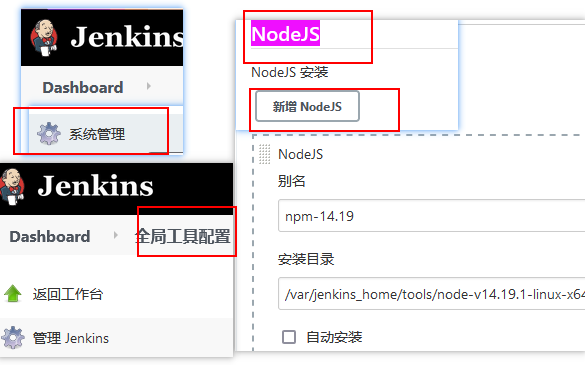 Jenkins
Dashboard
系统管理
Jenkins
Dashboard
全局工具配置
返回工作台
管理 Jenkins
NodeJS
NodeJS 安装
新增 NodeJS
NodeJS
别名
npm-14.19
安装目录
/var/jenkins_home/tools/node-v14.19.1-linux-x64
自动安装